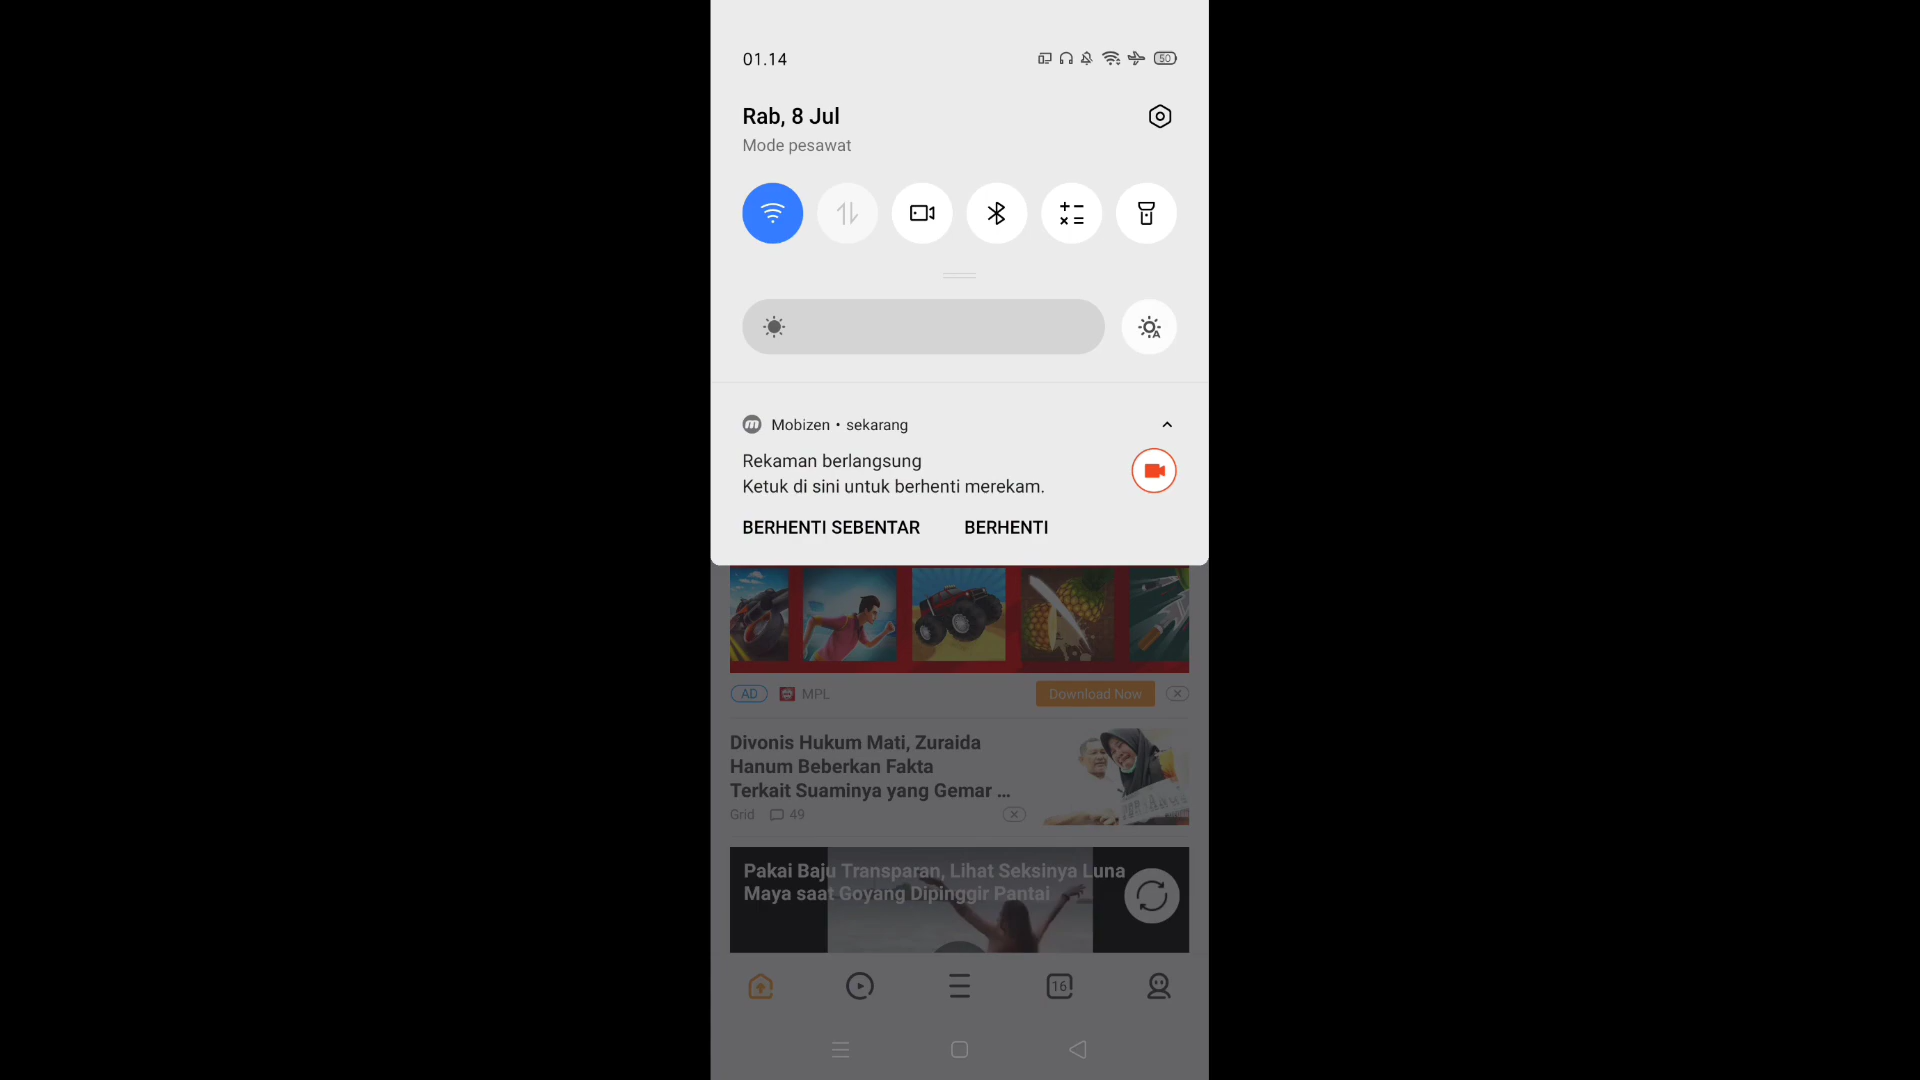 01.14
50
Rab, 8 Jul
Mode pesawat
Mobizen • sekarang
Rekaman berlangsung
Ketuk di sini untuk berhenti merekam.
BERHENTI SEBENTAR BERHENTI
AD MPL Download Now
Divonis Hukum Mati, Zuraida
Hanum Beberkan Fakta
Terkait Suaminya yang Gemar ...
Grid 49
Pakai Baju Transparan, Lihat Seksinya Luna
Maya saat Goyang Dipinggir Pantai
16